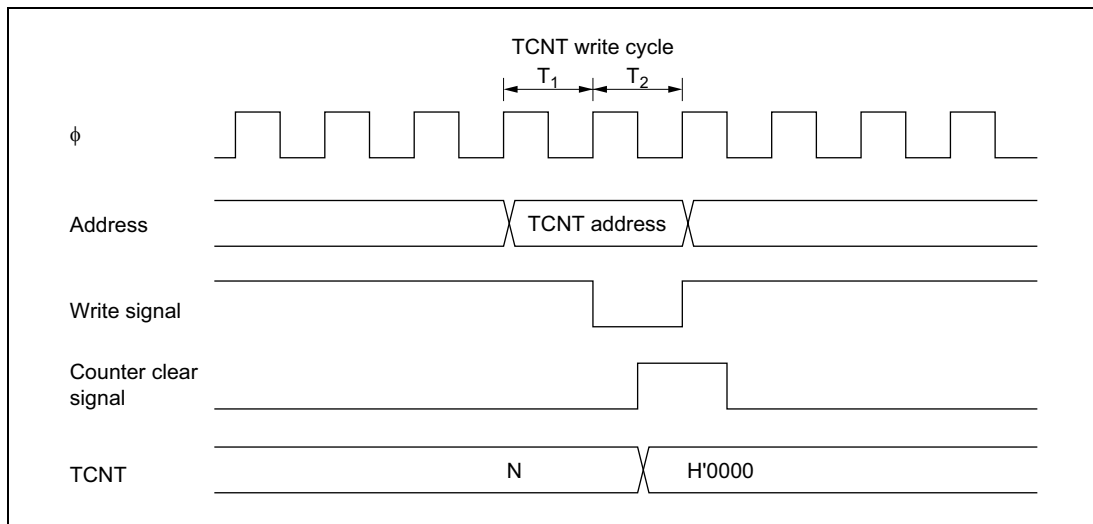 TCNT write cycle
T1 T2
ϕ
Address
TCNT address
Write signal
Counter clear
signal
TCNT
N
H'0000